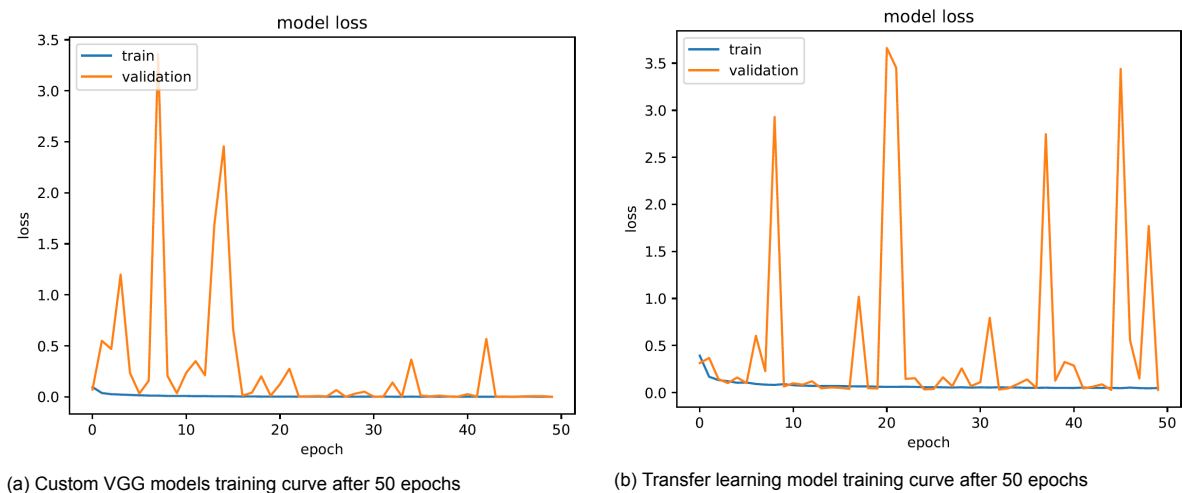 model loss
3.5
3.0
2.5
2.0
1.5
1.0
0.5
0.0
loss
train
validation
0
10
20
30
40
50
epoch
(a) Custom VGG models training curve after 50 epochs
model loss
3.5
3.0
2.5
2.0
1.5
1.0
0.5
0.0
loss
train
validation
0
10
20
30
40
50
epoch
(b) Transfer learning model training curve after 50 epochs